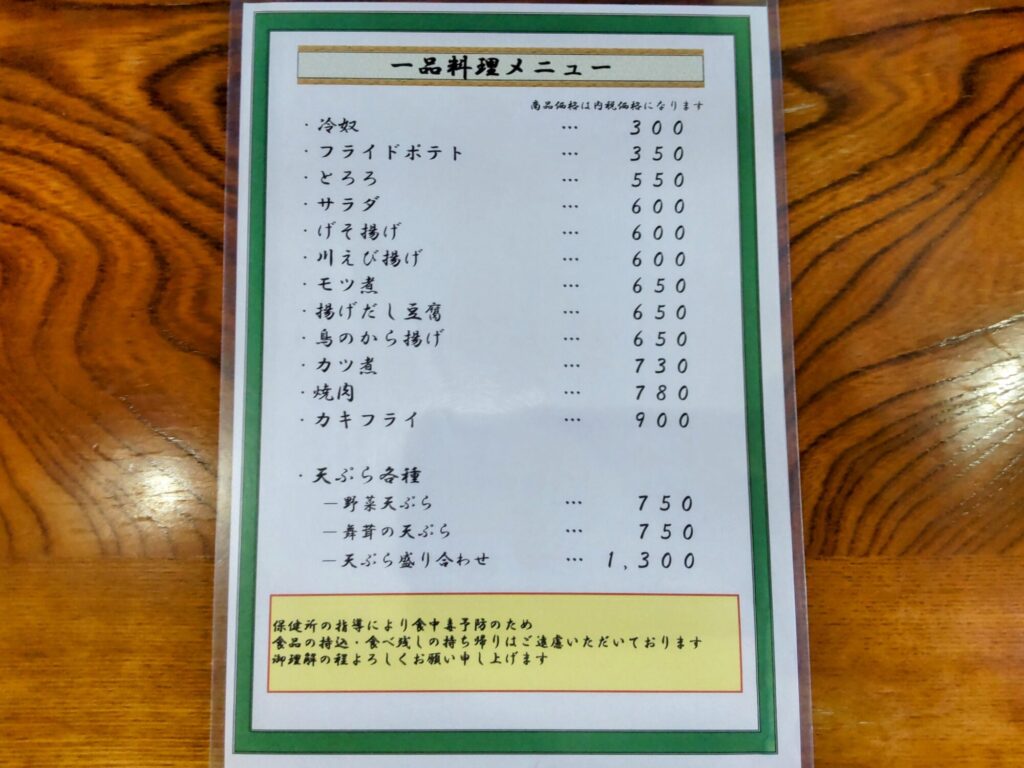 一品料理メニュー
商品価格は内税価格になります
・冷奴 … 300
・フライドポテト … 350
・とろろ … 550
・サラダ … 600
・げそ揚げ … 600
・川えび揚げ … 600
・モツ煮 … 650
・揚げだし豆腐 … 650
・鳥のから揚げ … 650
・カツ煮 … 730
・焼肉 … 780
・カキフライ … 900
・天ぷら各種
―野菜天ぷら … 750
―舞茸の天ぷら … 750
―天ぷら盛り合わせ … 1,300
保健所の指導により食中毒予防のため
食品の持込・食べ残しの持ち帰りはご遠慮いただいております
御理解の程よろしくお願い申し上げます